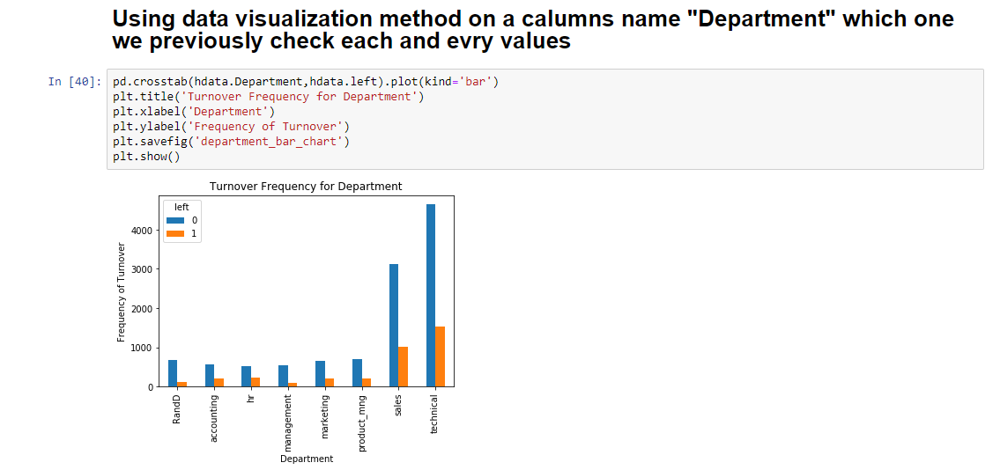 Using data visualization method on a calumns name "Department" which one
we previously check each and evry values
In [40]: pd.crosstab(hdata.Department,hdata.left).plot(kind='bar')
plt.title('Turnover Frequency for Department')
plt.xlabel('Department')
plt.ylabel('Frequency of Turnover')
plt.savefig('department_bar_chart')
plt.show()
Turnover Frequency for Department
left
0
1
Frequency of Turnover
4000
3000
2000
1000
0
RandD
accounting
hr
management
marketing
product_mng
sales
technical
Department